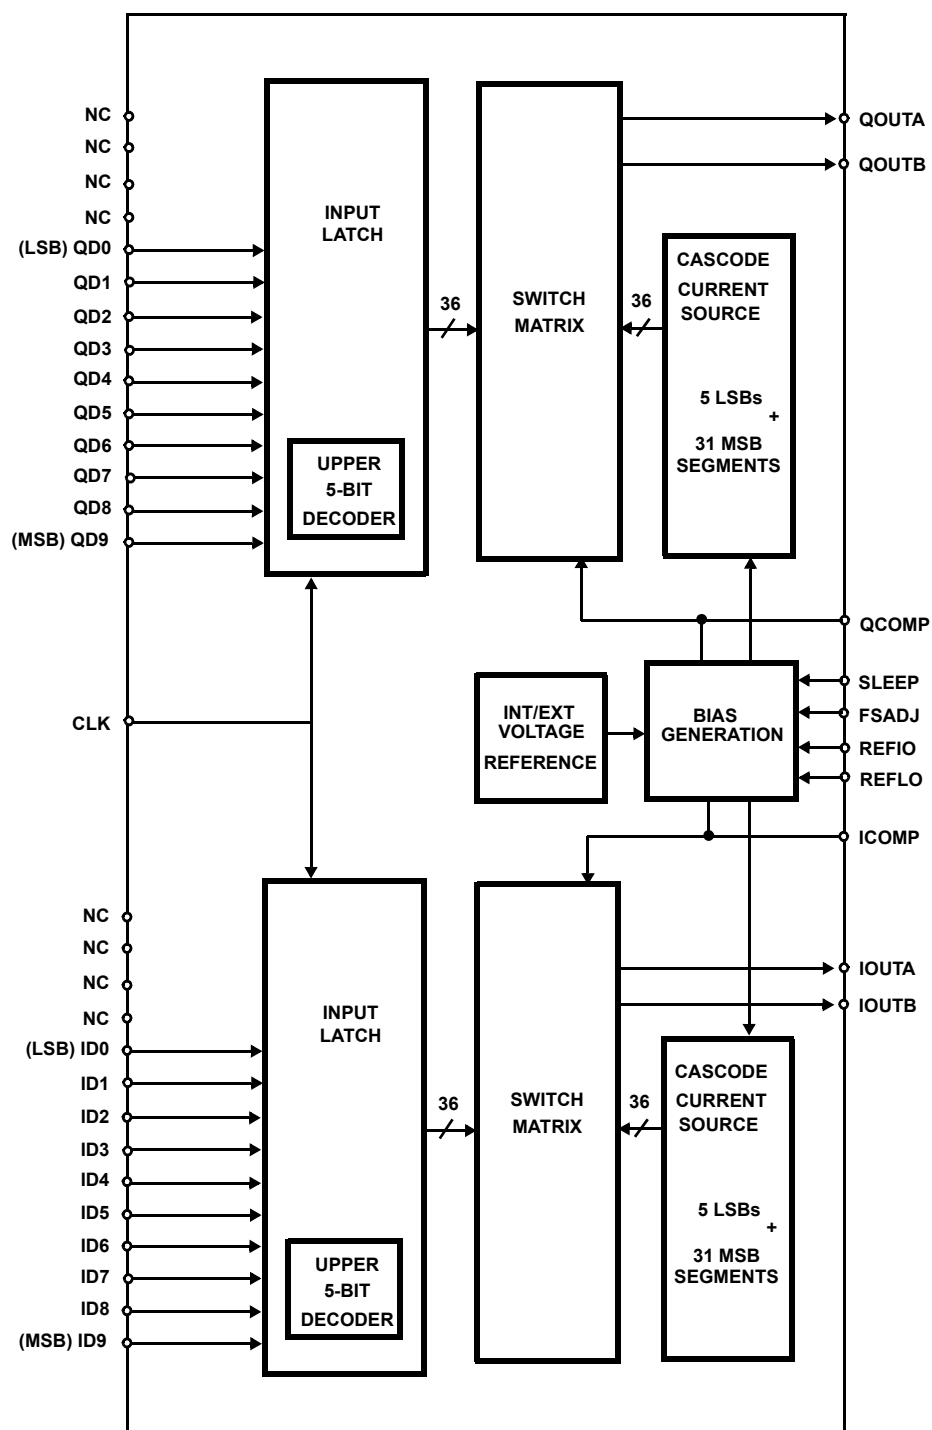 NC
NC
NC
NC
(LSB) QD0
QD1
QD2
QD3
QD4
QD5
QD6
QD7
QD8
(MSB) QD9
INPUT
LATCH
UPPER
5-BIT
DECODER
36
SWITCH
MATRIX
36
CASCODE
CURRENT
SOURCE
5 LSBs
+
31 MSB
SEGMENTS
QOUTA
QOUTB
QCOMP
CLK
INT/EXT
VOLTAGE
REFERENCE
BIAS
GENERATION
SLEEP
FSADJ
REFIO
REFLO
ICOMP
NC
NC
NC
NC
(LSB) ID0
ID1
ID2
ID3
ID4
ID5
ID6
ID7
ID8
(MSB) ID9
INPUT
LATCH
UPPER
5-BIT
DECODER
36
SWITCH
MATRIX
36
IOUTA
IOUTB
CASCODE
CURRENT
SOURCE
5 LSBs
+
31 MSB
SEGMENTS